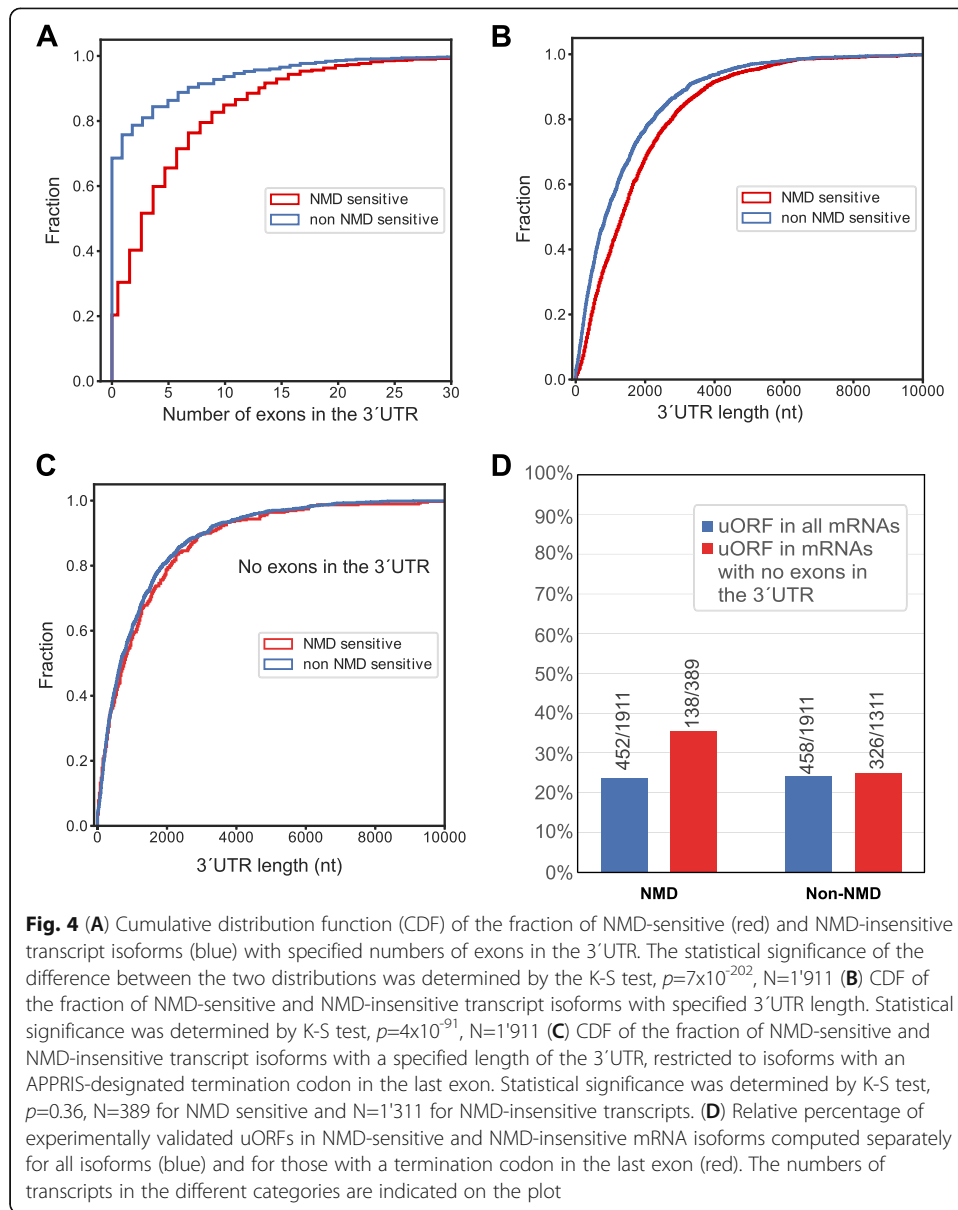 A
1.0
0.8
0.6
0.4
0.2
0.0
Fraction
NMD sensitive
non NMD sensitive
0 5 10 15 20 25 30
Number of exons in the 3´UTR
B
1.0
0.8
0.6
0.4
0.2
0.0
Fraction
NMD sensitive
non NMD sensitive
0 2000 4000 6000 8000 10000
3´UTR length (nt)
C
1.0
0.8
0.6
0.4
0.2
0.0
Fraction
No exons in the 3´UTR
NMD sensitive
non NMD sensitive
0 2000 4000 6000 8000 10000
3´UTR length (nt)
D
100%
90%
80%
70%
60%
50%
40%
30%
20%
10%
0%
uORF in all mRNAs
uORF in mRNAs
with no exons in
the 3´UTR
452/1911
138/389
458/1911
326/1311
NMD Non-NMD
Fig. 4 (A) Cumulative distribution function (CDF) of the fraction of NMD-sensitive (red) and NMD-insensitive
transcript isoforms (blue) with specified numbers of exons in the 3´UTR. The statistical significance of the
difference between the two distributions was determined by the K-S test, p=7x10-202, N=1'911 (B) CDF of
the fraction of NMD-sensitive and NMD-insensitive transcript isoforms with specified 3´UTR length. Statistical
significance was determined by K-S test, p=4x10-91, N=1'911 (C) CDF of the fraction of NMD-sensitive and
NMD-insensitive transcript isoforms with a specified length of the 3´UTR, restricted to isoforms with an
APPRIS-designated termination codon in the last exon. Statistical significance was determined by K-S test,
p=0.36, N=389 for NMD sensitive and N=1'311 for NMD-insensitive transcripts. (D) Relative percentage of
experimentally validated uORFs in NMD-sensitive and NMD-insensitive mRNA isoforms computed separately
for all isoforms (blue) and for those with a termination codon in the last exon (red). The numbers of
transcripts in the different categories are indicated on the plot